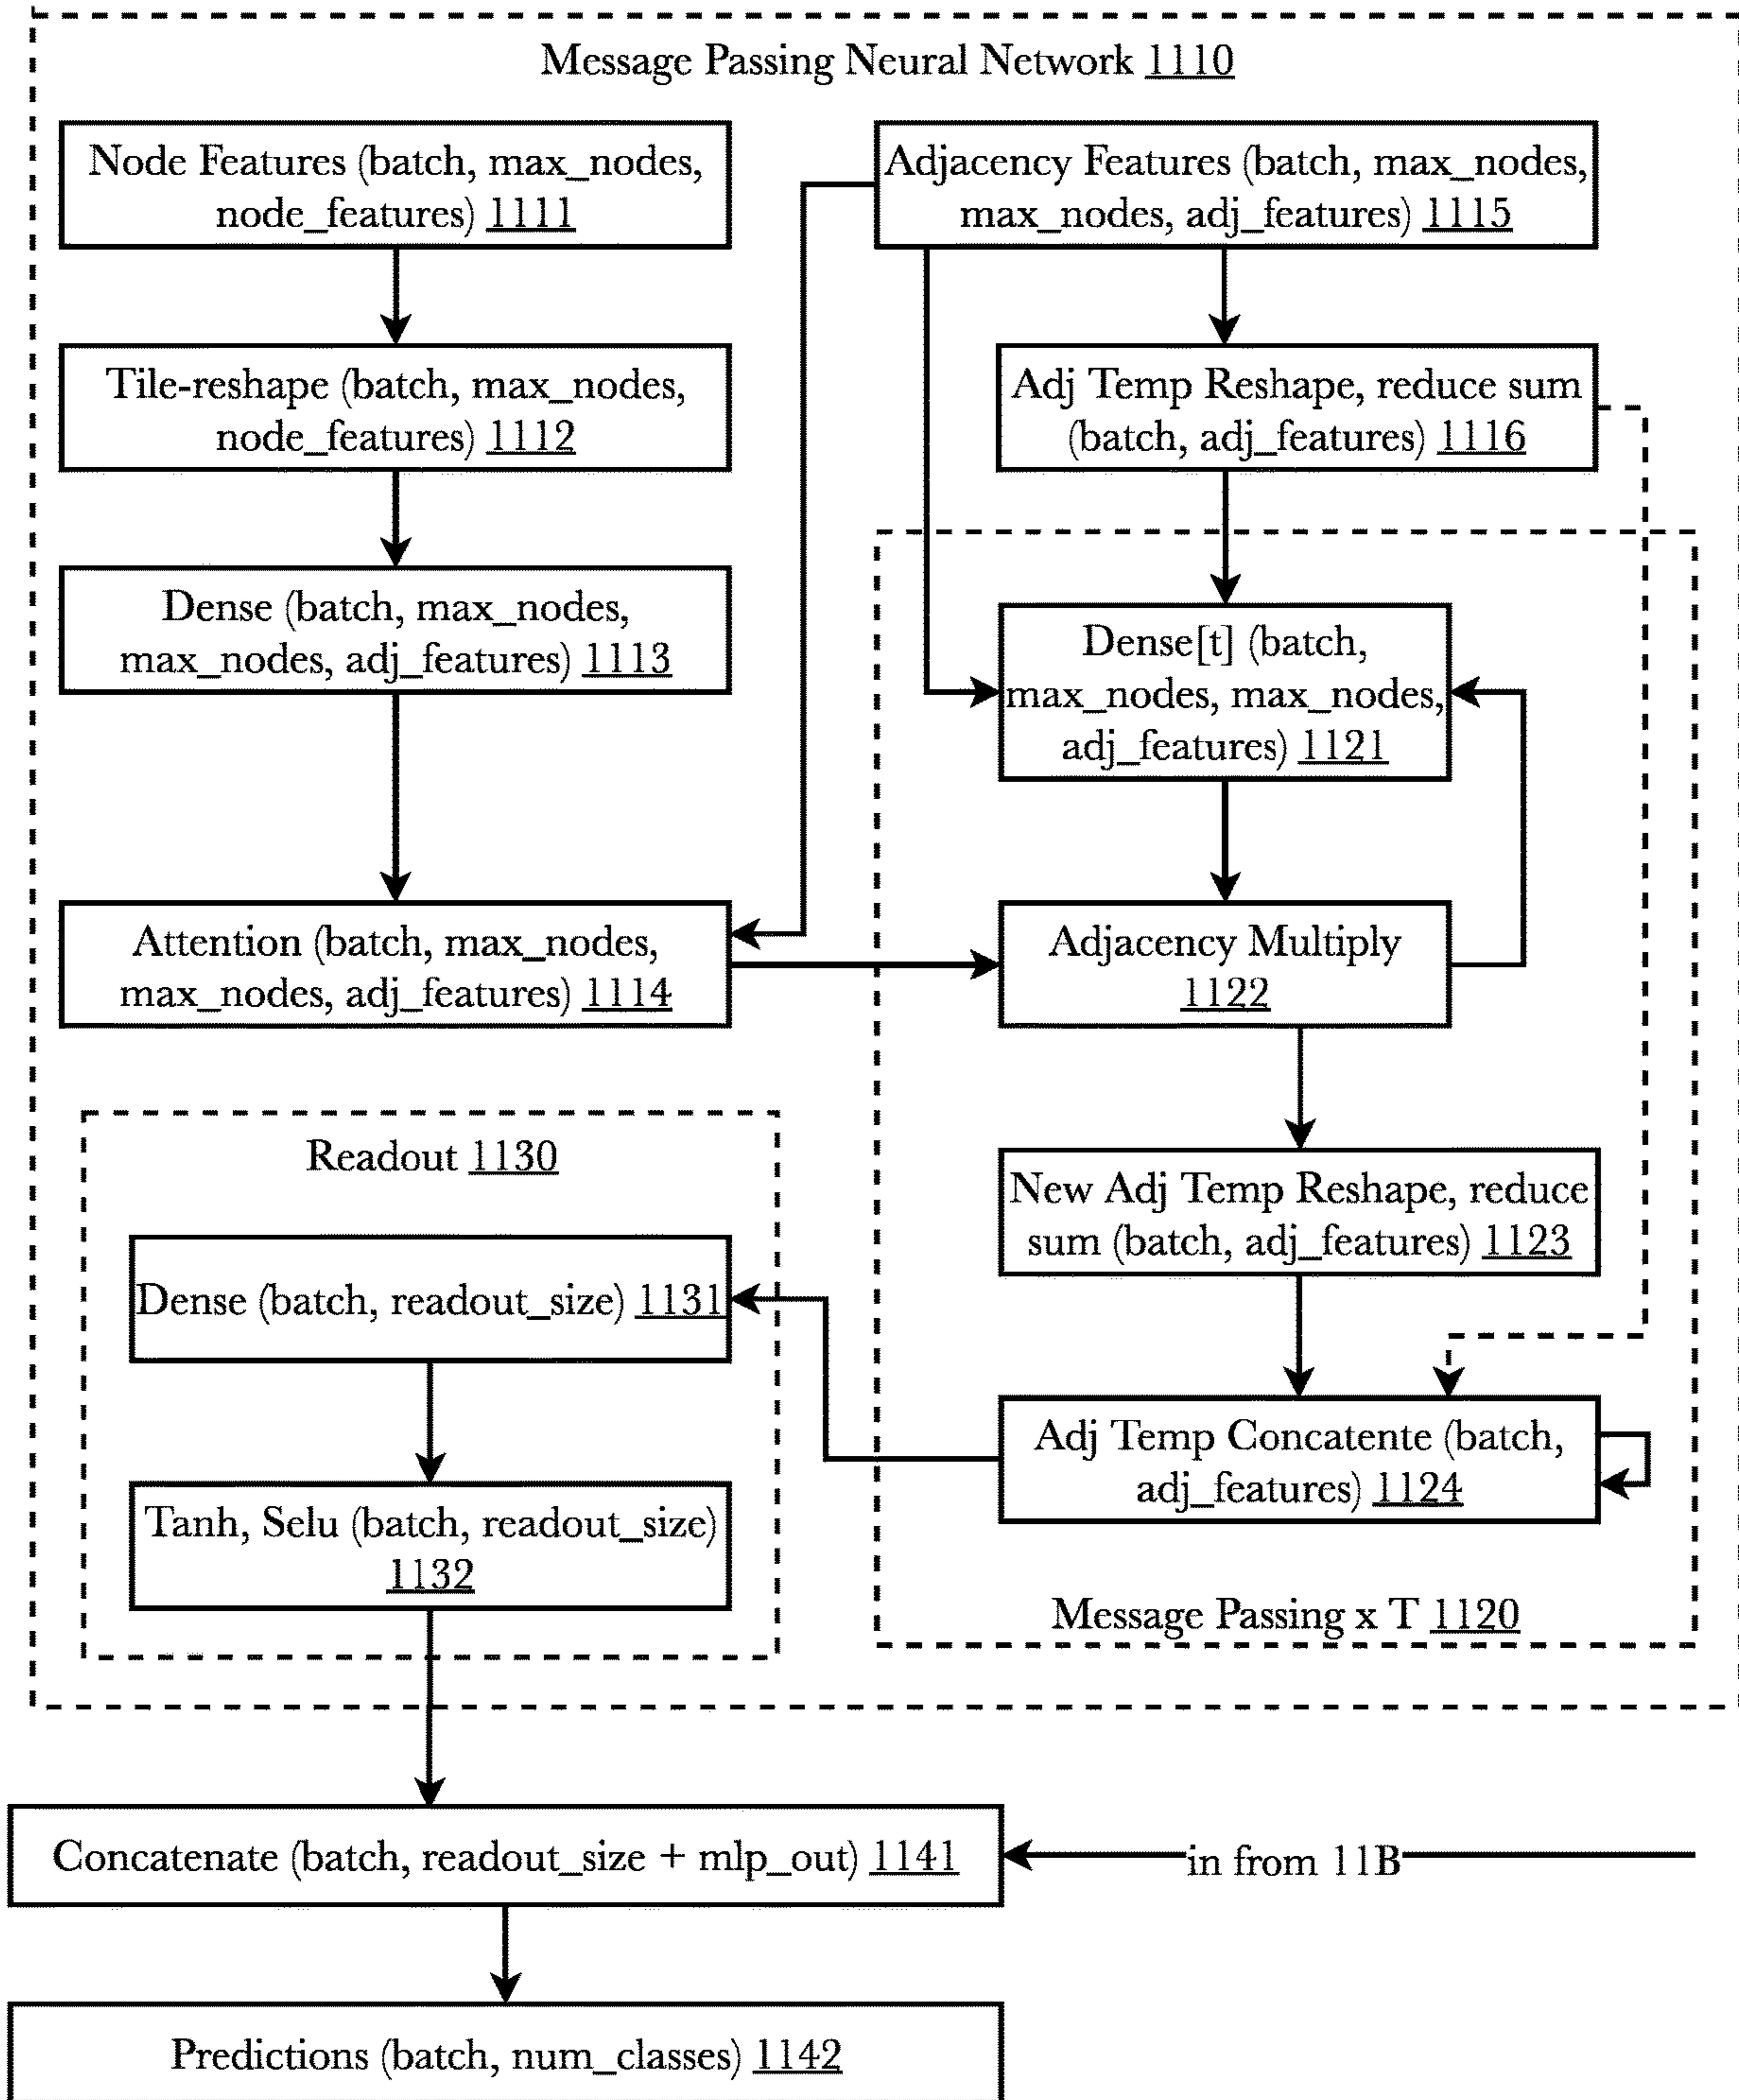 Message Passing Neural Network 1110
Node Features (batch, max_nodes,
node_features) 1111
Adjacency Features (batch, max_nodes,
max_nodes, adj_features) 1115
Tile-reshape (batch, max_nodes,
node_features) 1112
Adj Temp Reshape, reduce sum
(batch, adj_features) 1116
Dense (batch, max_nodes,
max_nodes, adj_features) 1113
Dense[t] (batch,
max_nodes, max_nodes,
adj_features) 1121
Attention (batch, max_nodes,
max_nodes, adj_features) 1114
Adjacency Multiply
1122
Readout 1130
New Adj Temp Reshape, reduce
sum (batch, adj_features) 1123
Dense (batch, readout_size) 1131
Adj Temp Concatente (batch,
adj_features) 1124
Tanh, Selu (batch, readout_size)
1132
Message Passing x T 1120
Concatenate (batch, readout_size + mlp_out) 1141
in from 11B
Predictions (batch, num_classes) 1142